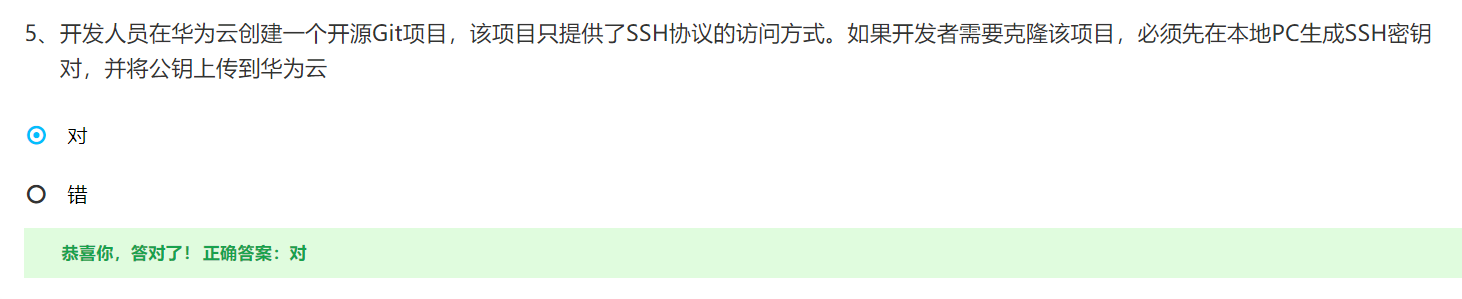 5、开发人员在华为云创建一个开源Git项目，该项目只提供了SSH协议的访问方式。如果开发者需要克隆该项目，必须先在本地PC生成SSH密钥
对，并将公钥上传到华为云
对
错
恭喜你，答对了！正确答案：对